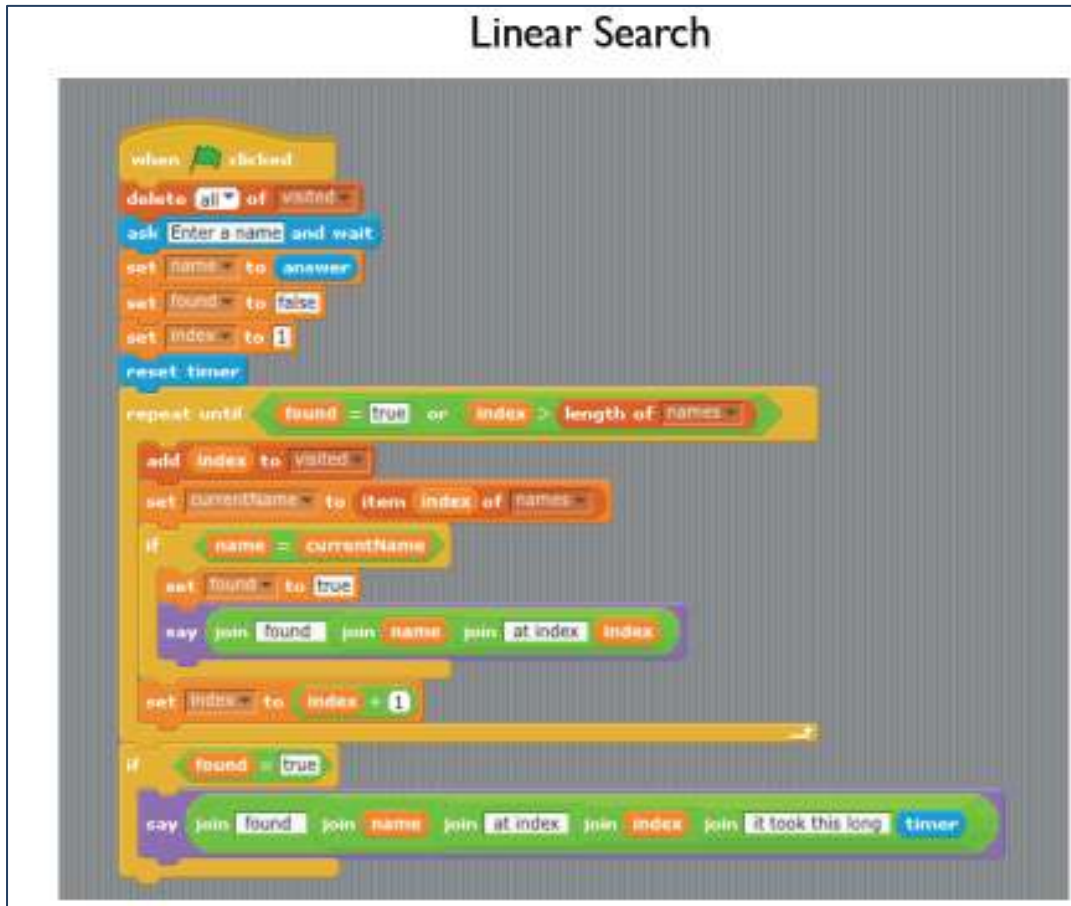 Linear Search
when clicked
delete all of visited
ask Enter a name and wait
set name to answer
set found to false
set index to 1
reset timer
repeat until found = true or index > length of names
add index to visited
set currentName to item index of names
if name = currentName
set found to true
say join found join name join at index index
set index to index + 1
if found = true
say join found join name join at index join index join it took this long timer